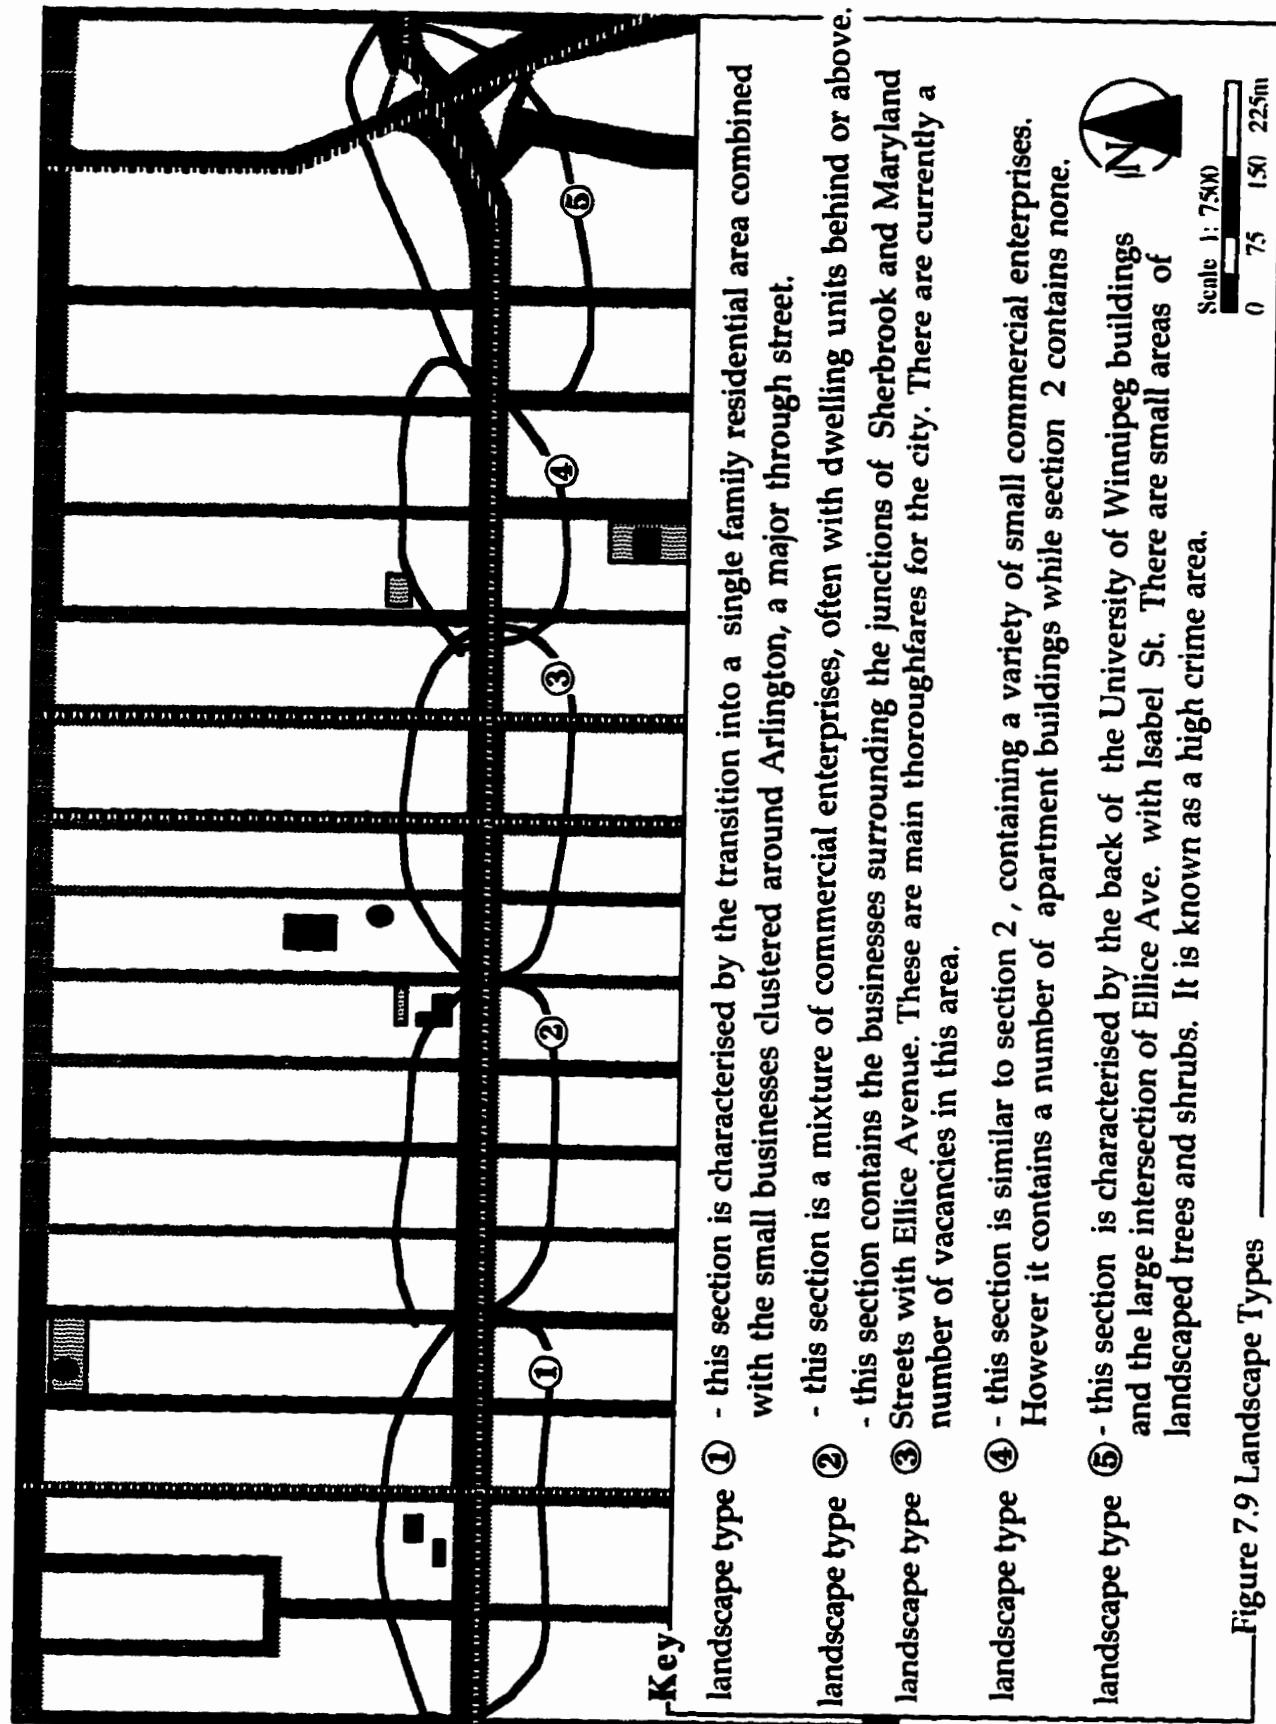 ①
②
③
④
⑤
Key
landscape type ① - this section is characterised by the transition into a single family residential area combined
with the small businesses clustered around Arlington, a major through street.
landscape type ② - this section is a mixture of commercial enterprises, often with dwelling units behind or above.
- this section contains the businesses surrounding the junctions of Sherbrook and Maryland
landscape type ③ Streets with Ellice Avenue. These are main thoroughfares for the city. There are currently a
number of vacancies in this area.
landscape type ④ - this section is similar to section 2 , containing a variety of small commercial enterprises.
However it contains a number of apartment buildings while section 2 contains none.
landscape type ⑤ - this section is characterised by the back of the University of Winnipeg buildings
and the large intersection of Ellice Ave. with Isabel St. There are small areas of
landscaped trees and shrubs. It is known as a high crime area.
N
Scale 1: 7500
0 75 150 225m
Figure 7.9 Landscape Types